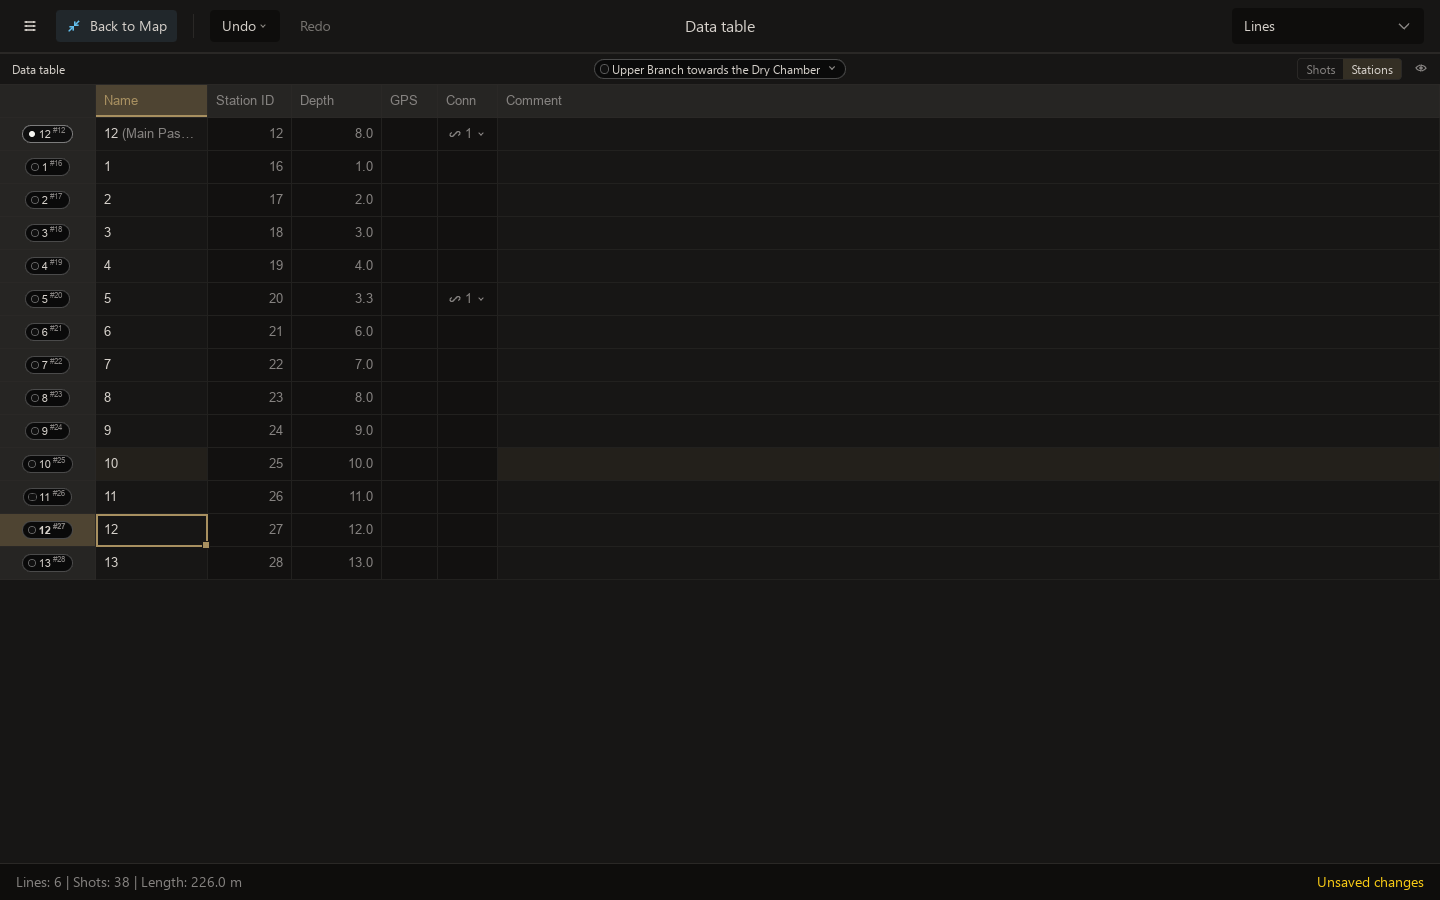 Back to Map
Undo
Redo
Data table
Lines
Data table
Upper Branch towards the Dry Chamber
Shots
Stations
Name Station ID Depth GPS Conn Comment
12 #12 12 (Main Pas… 12 8.0 1
1 #16 1 16 1.0
2 #17 2 17 2.0
3 #18 3 18 3.0
4 #19 4 19 4.0
5 #20 5 20 3.3 1
6 #21 6 21 6.0
7 #22 7 22 7.0
8 #23 8 23 8.0
9 #24 9 24 9.0
10 #25 10 25 10.0
11 #26 11 26 11.0
12 #27 12 27 12.0
13 #28 13 28 13.0
Lines: 6 | Shots: 38 | Length: 226.0 m
Unsaved changes